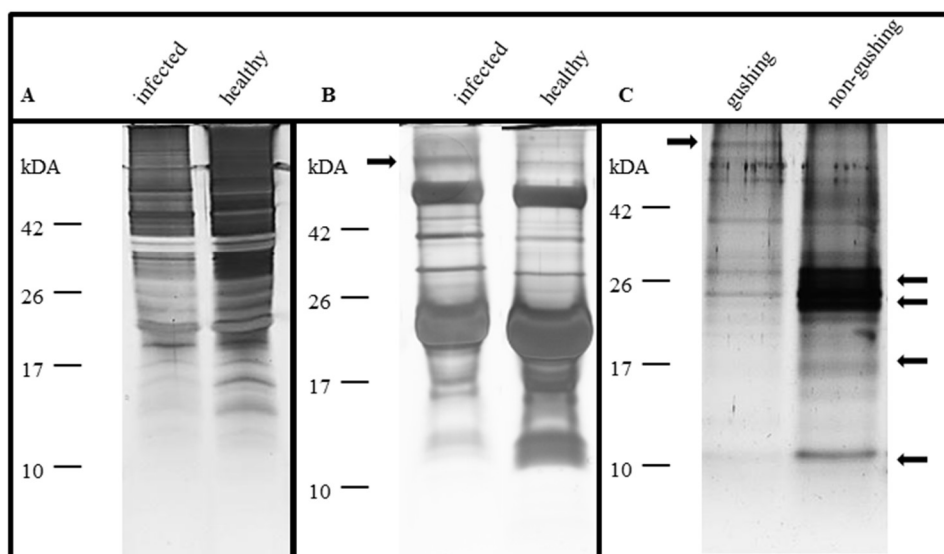 A
infected
healthy
B
infected
healthy
C
gushing
non-gushing
kDA
42
26
17
10
kDA
42
26
17
10
kDA
42
26
17
10